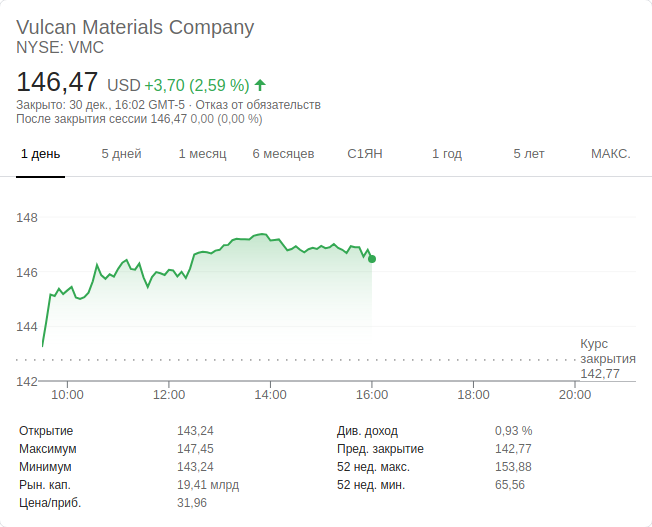 Vulcan Materials Company
NYSE: VMC
146,47 USD +3,70 (2,59 %)
Закрыто: 30 дек., 16:02 GMT-5 · Отказ от обязательств
После закрытия сессии 146,47 0,00 (0,00 %)
1 день 5 дней 1 месяц 6 месяцев С1ЯН 1 год 5 лет МАКС.
148
146
144
Курс
закрытия
142,77
142
10:00 12:00 14:00 16:00 18:00 20:00
Открытие 143,24 Див. доход 0,93 %
Максимум 147,45 Пред. закрытие 142,77
Минимум 143,24 52 нед. макс. 153,88
Рын. кап. 19,41 млрд 52 нед. мин. 65,56
Цена/приб. 31,96